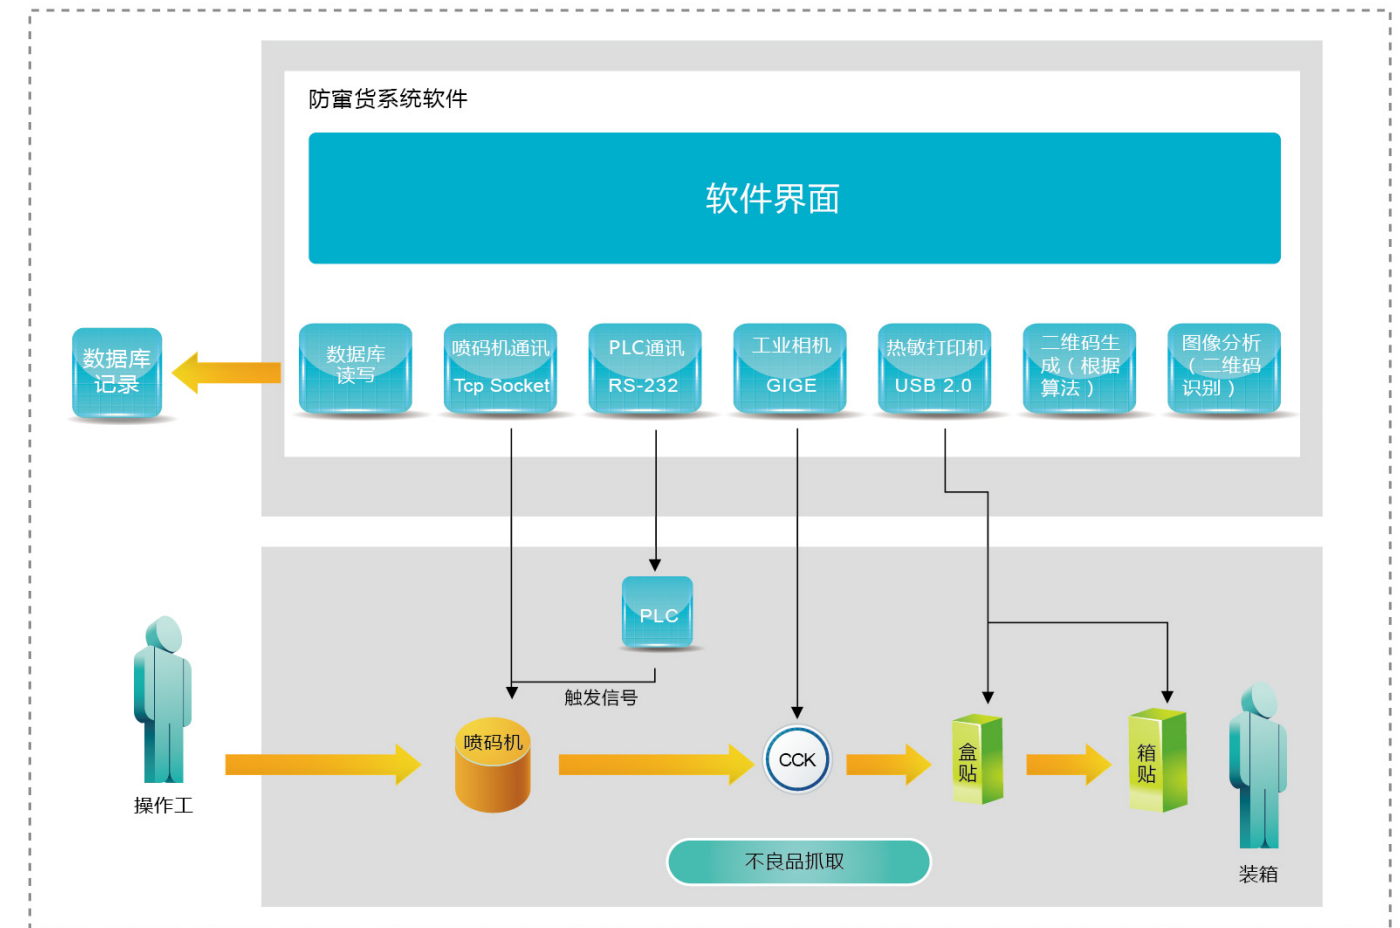 防窜货系统软件
软件界面
数据库
记录
数据库
读写
喷码机通讯
Tcp Socket
PLC通讯
RS-232
工业相机
GIGE
热敏打印机
USB 2.0
二维码生
成（根据
算法）
图像分析
（二维码
识别）
PLC
触发信号
喷码机
CCK
盒
贴
箱
贴
操作工
不良品抓取
装箱